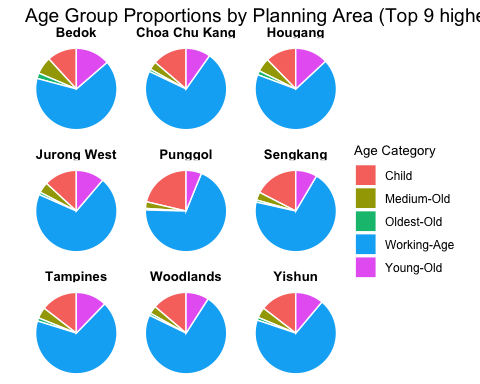 Age Group Proportions by Planning Area (Top 9 highe
Bedok Choa Chu Kang Hougang
Jurong West Punggol Sengkang
Tampines Woodlands Yishun
Age Category
Child
Medium-Old
Oldest-Old
Working-Age
Young-Old